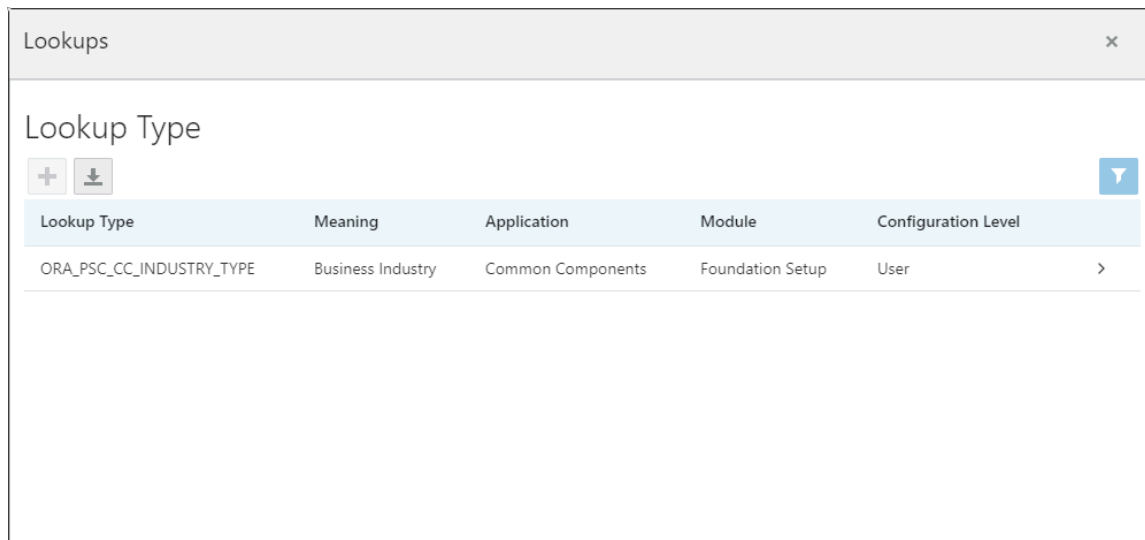 Lookups
Lookup Type
Lookup Type Meaning Application Module Configuration Level
ORA_PSC_CC_INDUSTRY_TYPE Business Industry Common Components Foundation Setup User